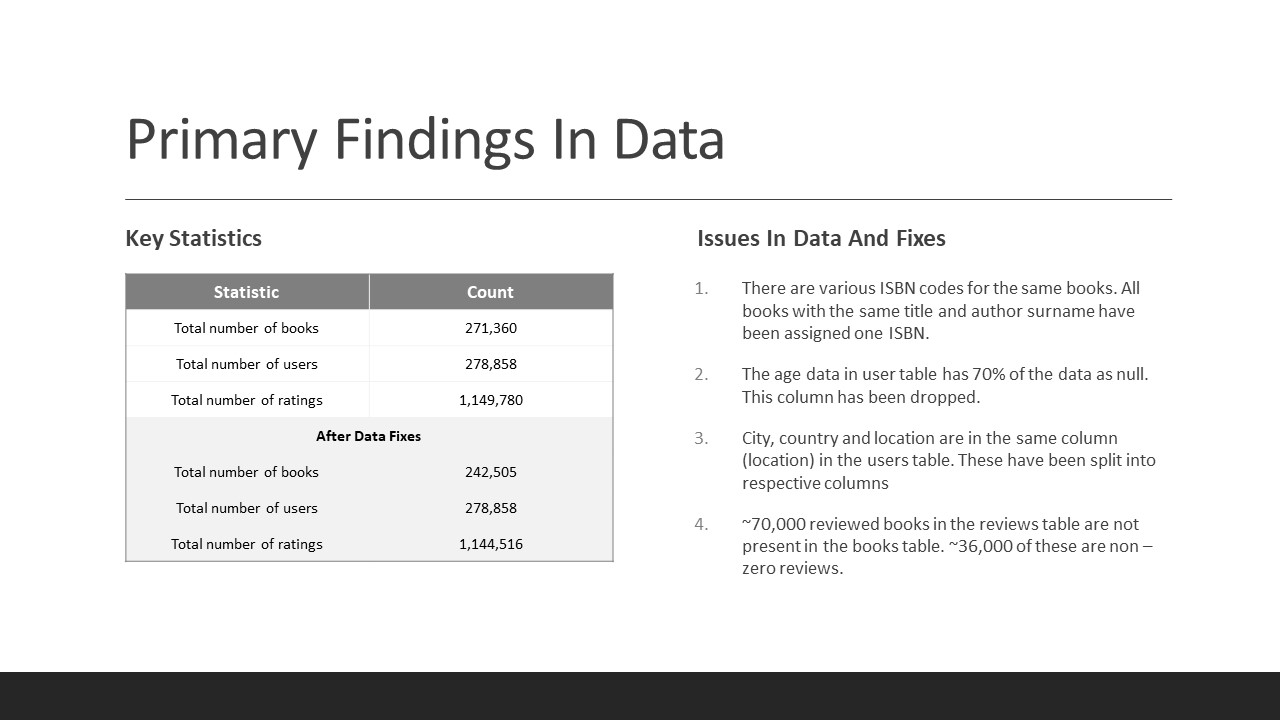 Primary Findings In Data
Key Statistics
Statistic Count
Total number of books 271,360
Total number of users 278,858
Total number of ratings 1,149,780
After Data Fixes
Total number of books 242,505
Total number of users 278,858
Total number of ratings 1,144,516
Issues In Data And Fixes
1. There are various ISBN codes for the same books. All
books with the same title and author surname have
been assigned one ISBN.
2. The age data in user table has 70% of the data as null.
This column has been dropped.
3. City, country and location are in the same column
(location) in the users table. These have been split into
respective columns
4. ~70,000 reviewed books in the reviews table are not
present in the books table. ~36,000 of these are non –
zero reviews.